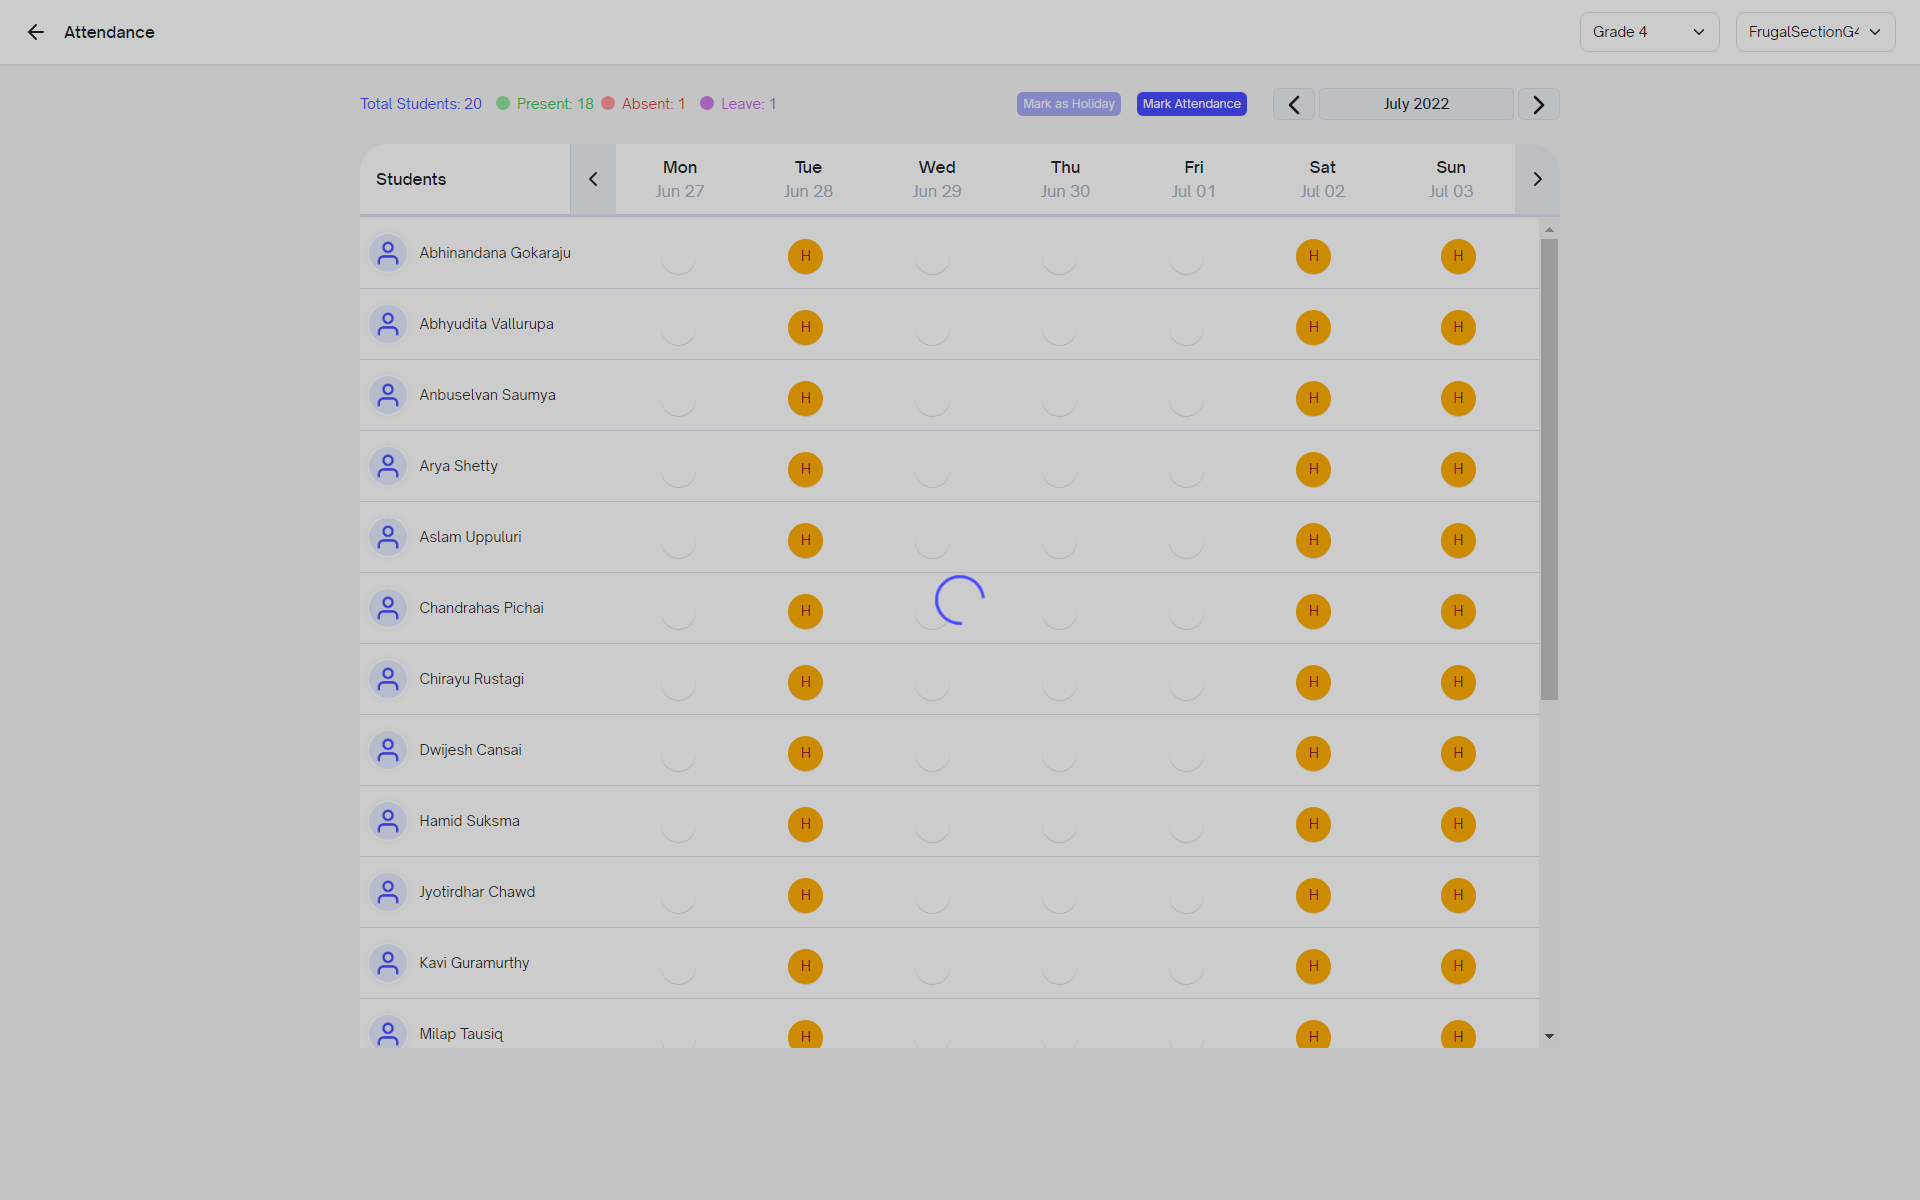 Attendance
Grade 4
FrugalSectionG4
Total Students: 20 Present: 18 Absent: 1 Leave: 1
Mark as Holiday
Mark Attendance
July 2022
Students
Mon Tue Wed Thu Fri Sat Sun
Jun 27 Jun 28 Jun 29 Jun 30 Jul 01 Jul 02 Jul 03
Abhinandana Gokaraju H H H
Abhyudita Vallurupa H H H
Anbuselvan Saumya H H H
Arya Shetty H H H
Aslam Uppuluri H H H
Chandrahas Pichai H H H
Chirayu Rustagi H H H
Dwijesh Cansai H H H
Hamid Suksma H H H
Jyotirdhar Chawd H H H
Kavi Guramurthy H H H
Milap Tausiq H H H